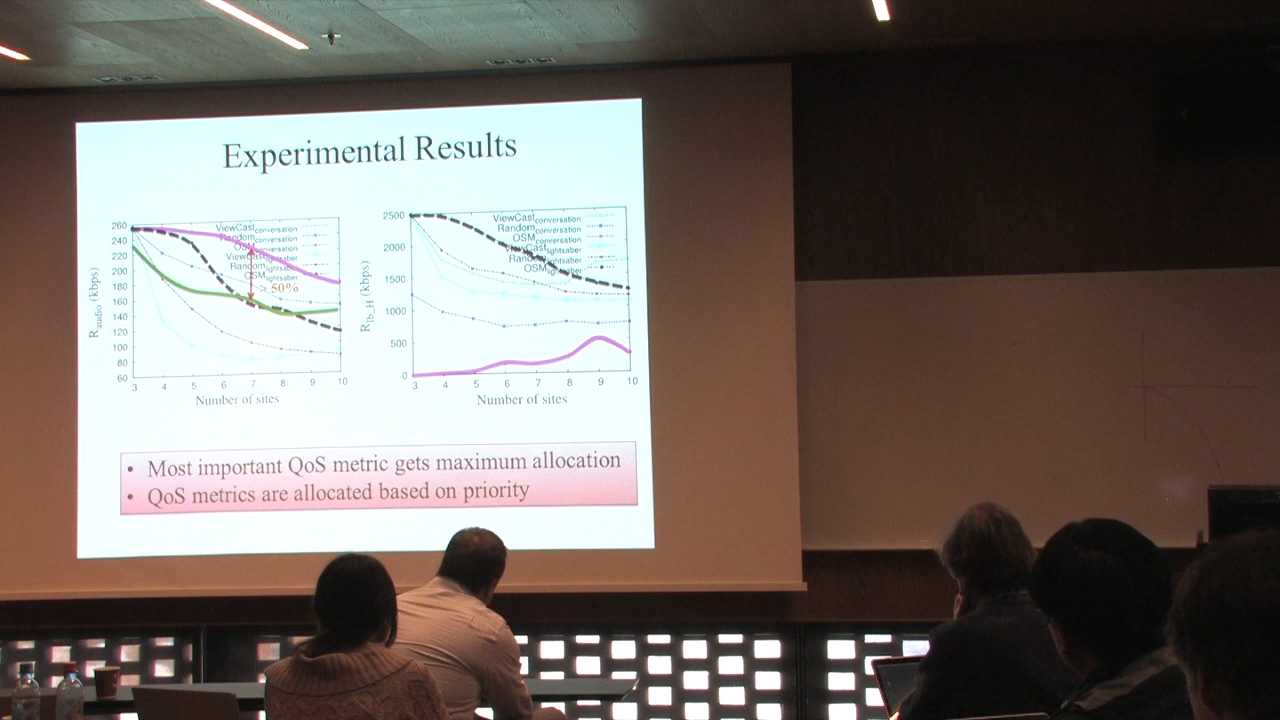 Experimental Results
260
240
220
200
180
160
140
120
100
80
60
R audio (kbps)
3 4 5 6 7 8 9 10
Number of sites
ViewCast conversation
Random conversation
OSM conversation
ViewCast lightsaber
Random lightsaber
OSM lightsaber
> 50%
2500
2000
1500
1000
500
0
(kbps)
3 4 5 6 7 8 9 10
Number of sites
ViewCast conversation
Random conversation
OSM conversation
ViewCast lightsaber
Random lightsaber
OSM lightsaber
• Most important QoS metric gets maximum allocation
• QoS metrics are allocated based on priority